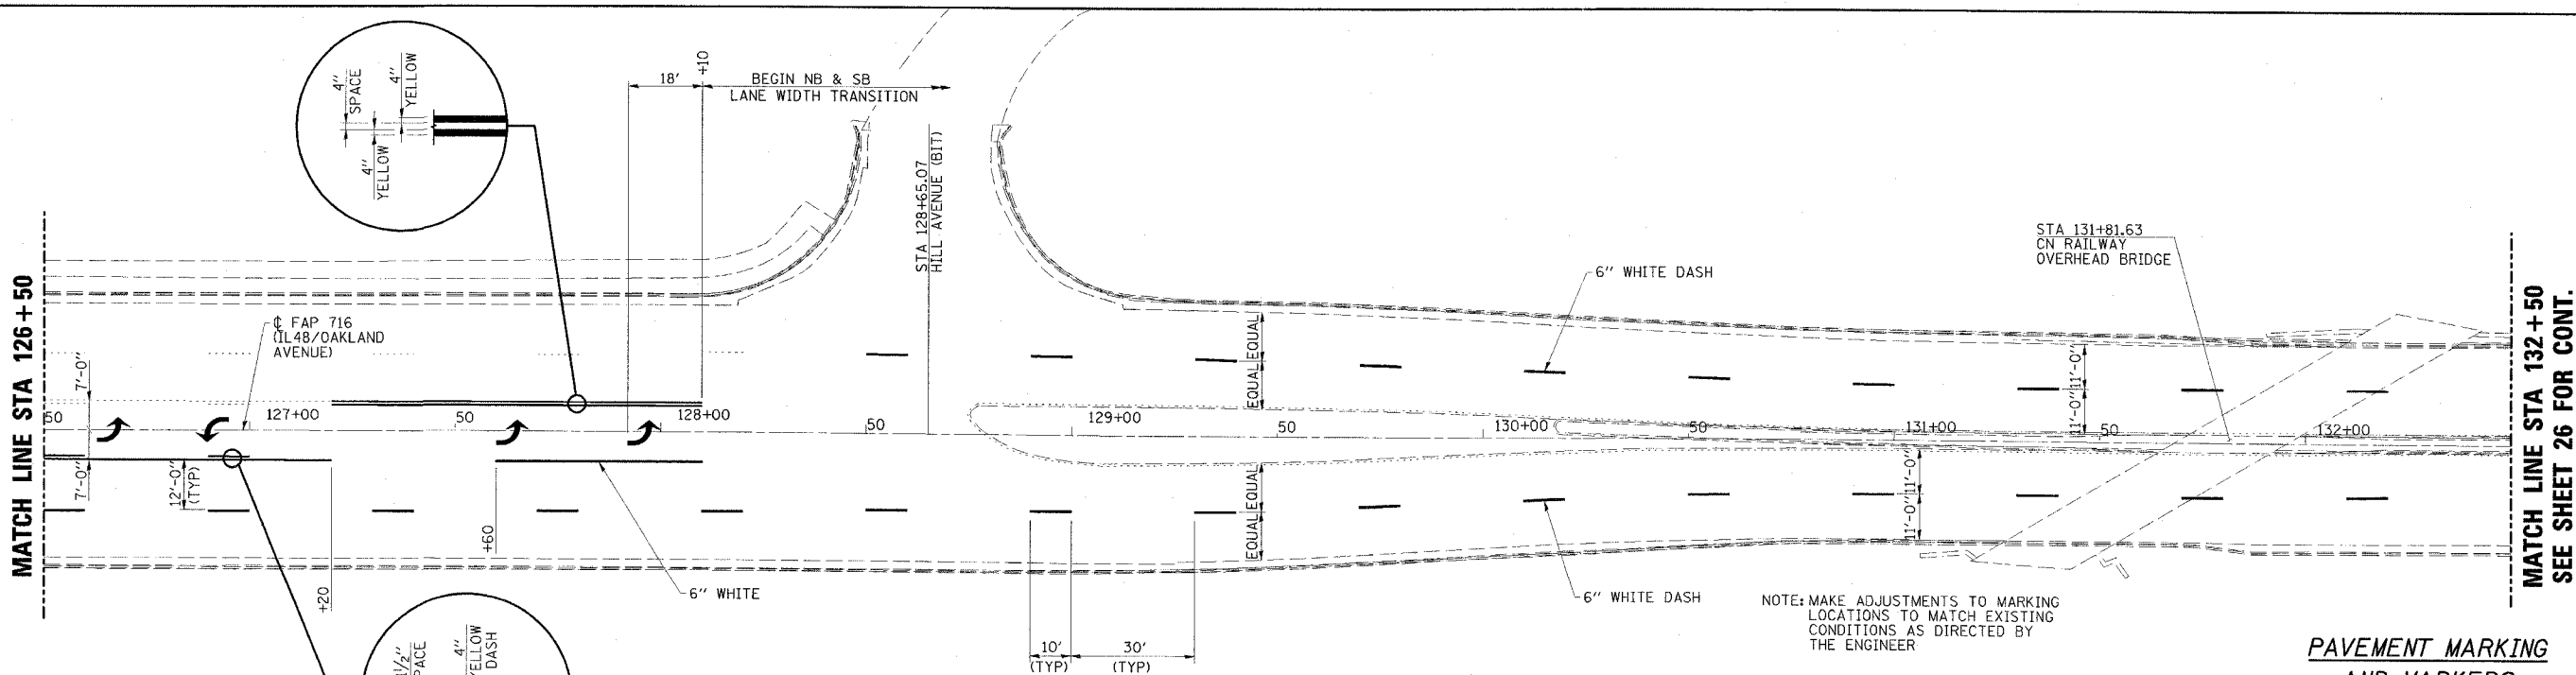 MATCH LINE STA 126+50
4" SPACE
4" YELLOW
4" YELLOW
18'
+10
BEGIN NB & SB
LANE WIDTH TRANSITION
STA 128+65.07
HILL AVENUE (BIT)
STA 131+81.63
CN RAILWAY
OVERHEAD BRIDGE
6" WHITE DASH
℄ FAP 716
(IL48/OAKLAND
AVENUE)
EQUAL
EQUAL
11'-0"
11'-0"
7'-0"
7'-0"
50
127+00
50
128+00
50
129+00
50
130+00
50
131+00
50
132+00
12'-0"
(TYP)
EQUAL
EQUAL
11'-0"
11'-0"
+60
+20
6" WHITE
6" WHITE DASH
10'
(TYP)
30'
(TYP)
NOTE: MAKE ADJUSTMENTS TO MARKING
LOCATIONS TO MATCH EXISTING
CONDITIONS AS DIRECTED BY
THE ENGINEER
4"
YELLOW
DASH
MATCH LINE STA 132+50
SEE SHEET 26 FOR CONT.
PAVEMENT MARKING